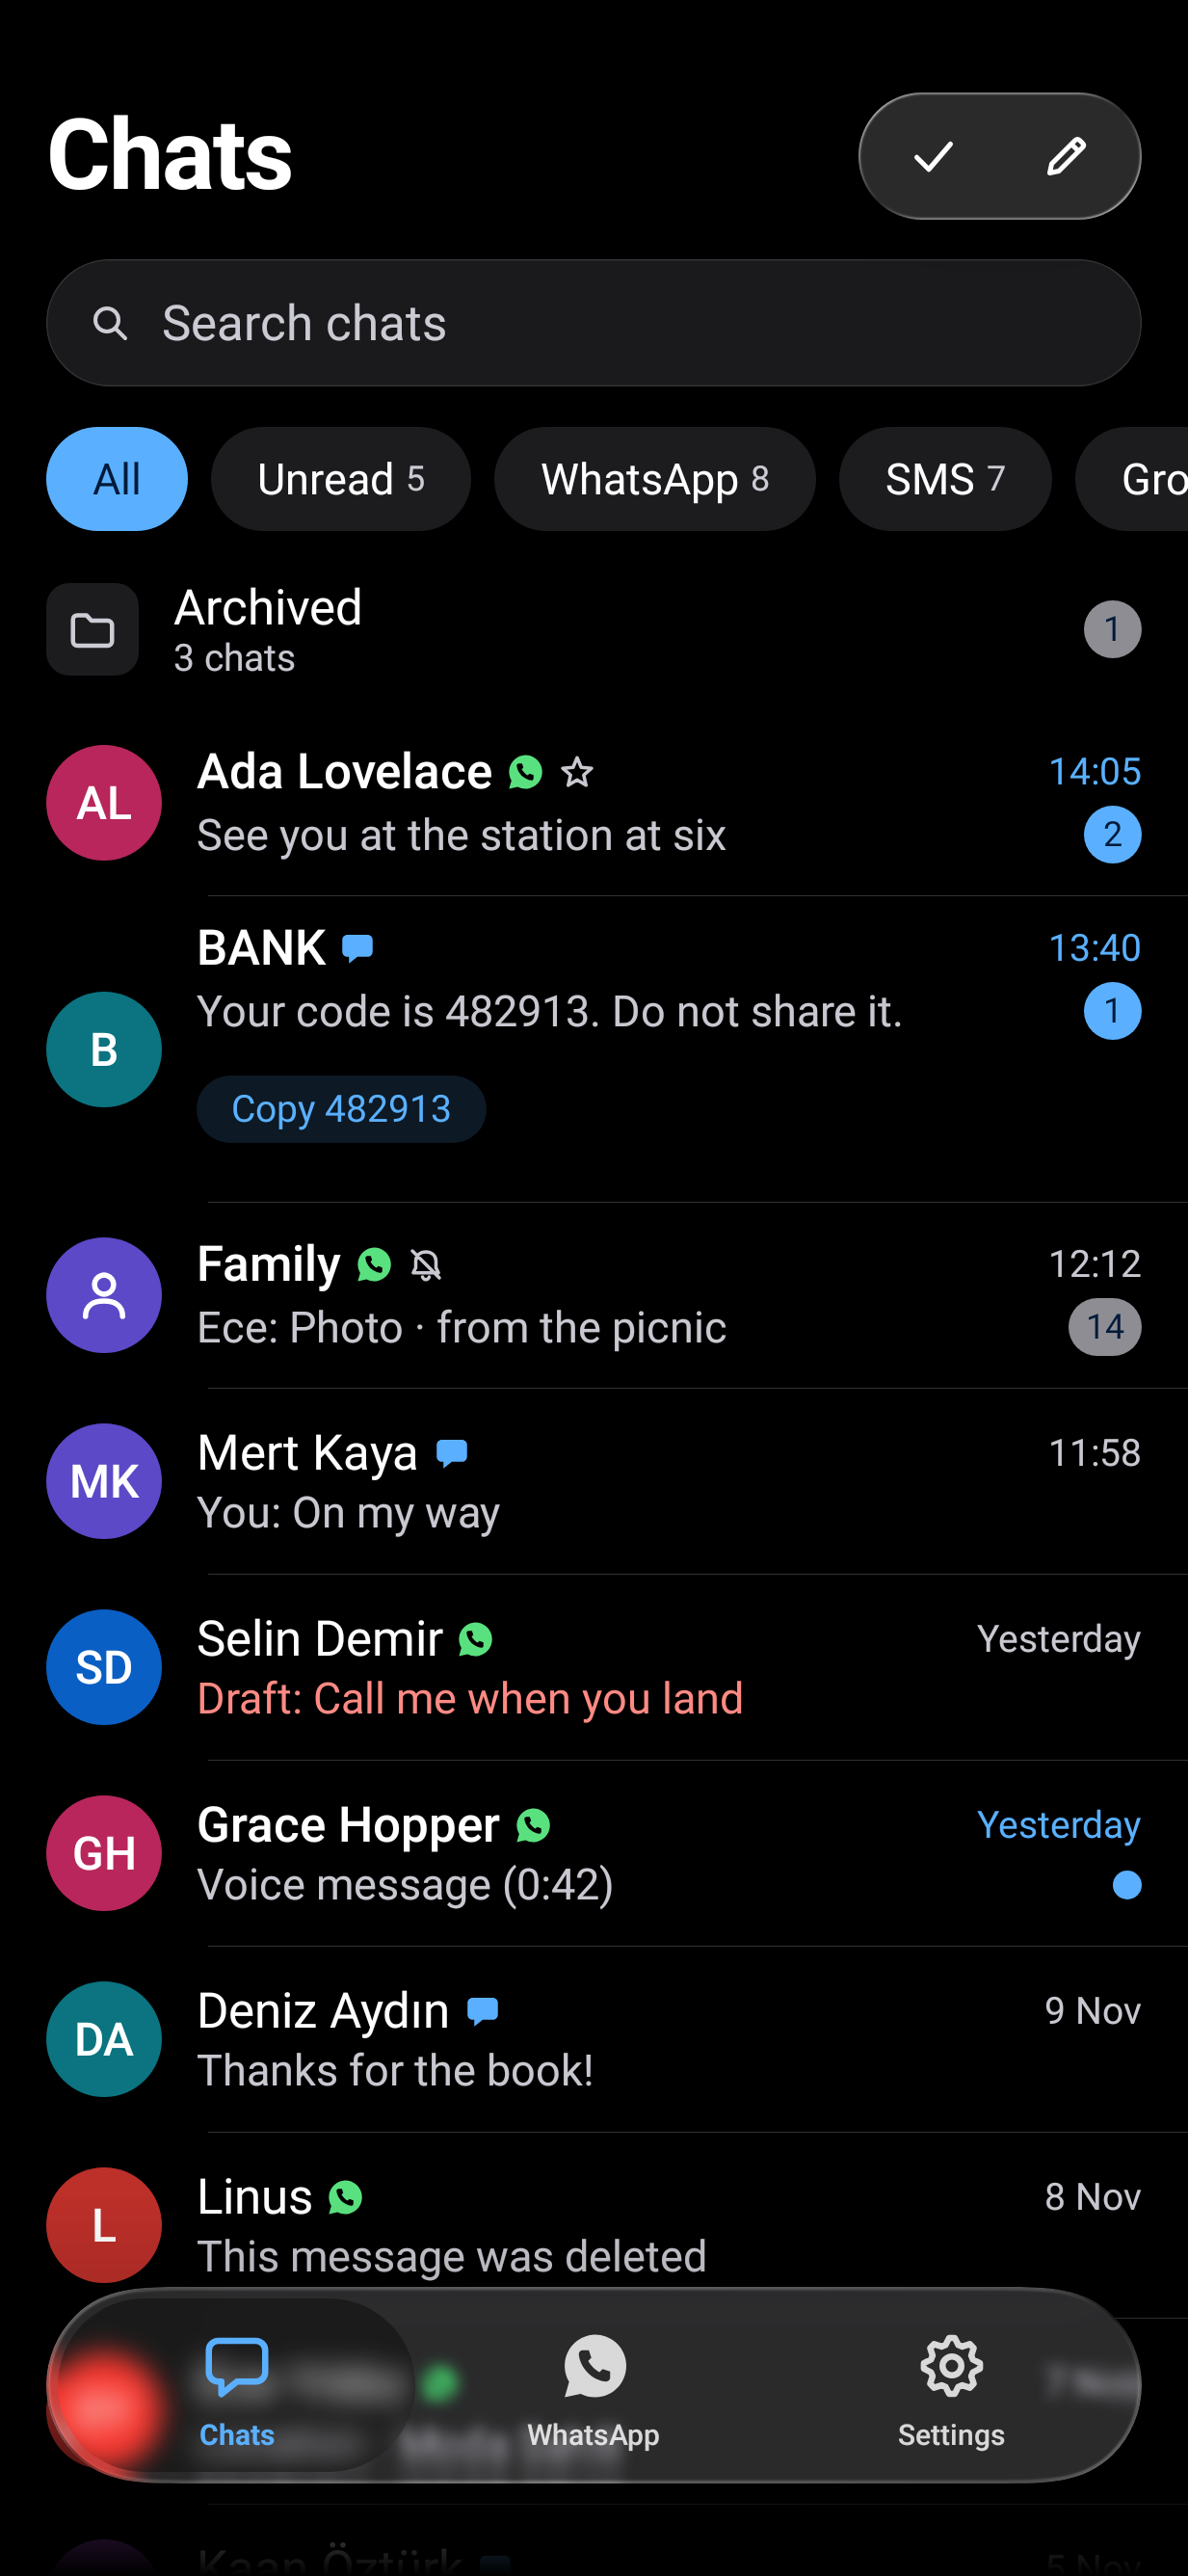 Chats
Search chats
All
Unread 5
WhatsApp 8
SMS 7
Gro
Archived
3 chats
1
AL
Ada Lovelace
14:05
See you at the station at six
2
BANK
13:40
B
Your code is 482913. Do not share it.
1
Copy 482913
Family
12:12
Ece: Photo · from the picnic
14
MK
Mert Kaya
11:58
You: On my way
SD
Selin Demir
Yesterday
Draft: Call me when you land
GH
Grace Hopper
Yesterday
Voice message (0:42)
DA
Deniz Aydın
9 Nov
Thanks for the book!
L
Linus
8 Nov
This message was deleted
Chats
WhatsApp
Settings
Kaan Öztürk
5 Nov